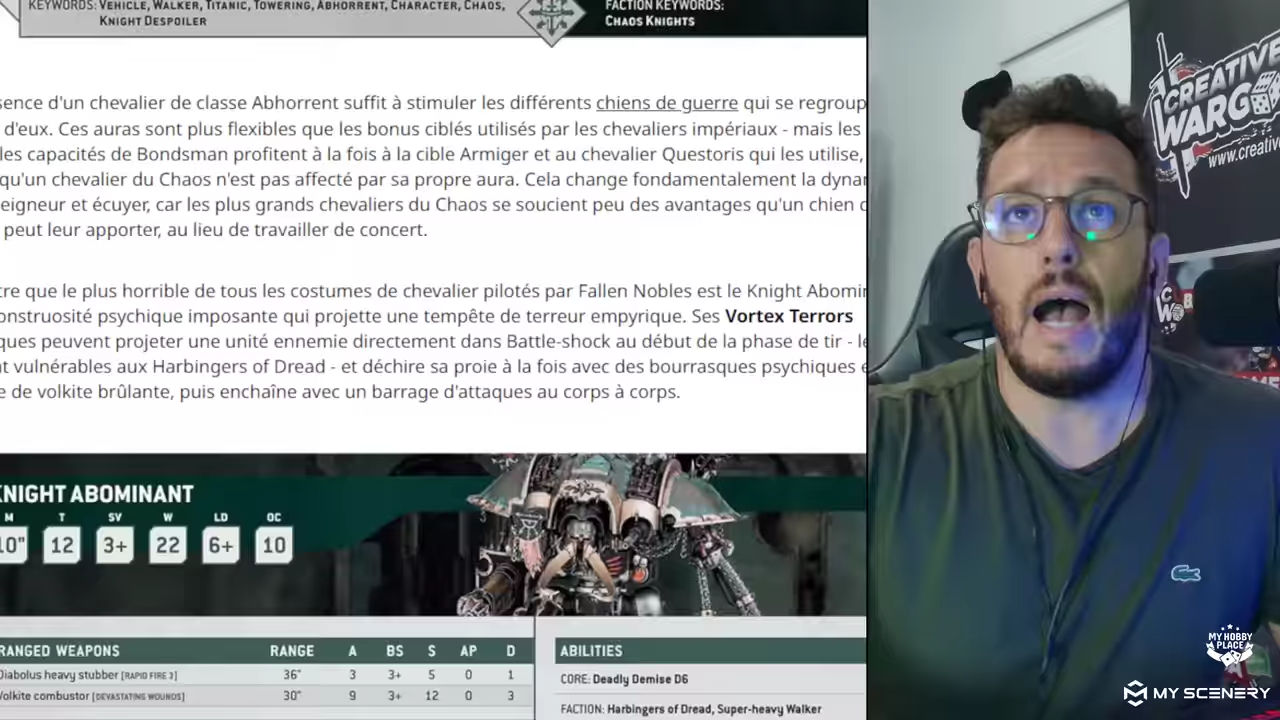 KEYWORDS: VEHICLE, WALKER, TITANIC, TOWERING, ABHORRENT, CHARACTER, CHAOS,
KNIGHT DESPOILER
FACTION KEYWORDS:
CHAOS KNIGHTS
d'un chevalier de classe Abhorrent suffit à stimuler les différents chiens de guerre qui se
d'eux. Ces auras sont plus flexibles que les bonus ciblés utilisés par les chevaliers impériaux - mais les
les capacités de Bondsman profitent à la fois à la cible Armiger et au chevalier Questoris qui les utilise,
qu'un chevalier du Chaos n'est pas affecté par sa propre aura. Cela change fondamentalement la
et écuyer, car les plus grands chevaliers du Chaos se soucient peu des avantages qu'un chien
peut leur apporter, au lieu de travailler de concert.
que le plus horrible de tous les costumes de chevalier pilotés par Fallen Nobles est le Knight
psychique imposante qui projette une tempête de terreur empyrique. Ses Vortex Terrors
peuvent projeter une unité ennemie directement dans Battle-shock au début de la phase de tir -
vulnérables aux Harbingers of Dread - et déchire sa proie à la fois avec des bourrasques psychiques
de volkite brûlante, puis enchaîne avec un barrage d'attaques au corps à corps.
KNIGHT ABOMINANT
M T SV W LD OC
10" 12 3+ 22 6+ 10
RANGED WEAPONS RANGE A BS S AP D
Diabolus heavy stubber [RAPID FIRE 3] 36" 3 3+ 5 0 1
Volkite combustor [DEVASTATING WOUNDS] 30" 9 3+ 12 0 3
ABILITIES
CORE: Deadly Demise D6
FACTION: Harbingers of Dread, Super-heavy Walker
CREATIVE
WARG
www.creative
MY HOBBY
PLACE
MY SCENERY